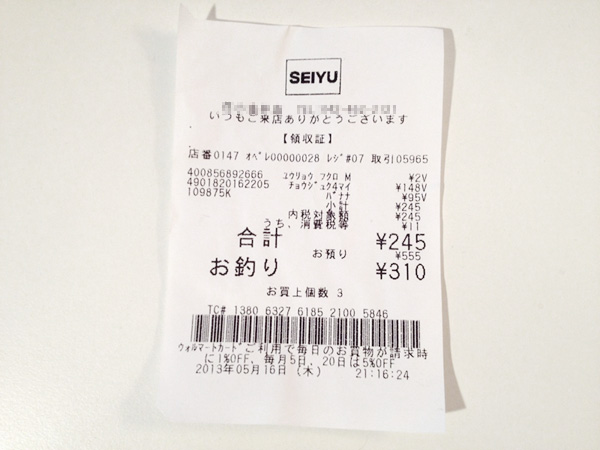 SEIYU
いつもご来店ありがとうございます
【領収証】
店番0147 ｵﾍﾟﾚ00000028 ﾚｼﾞ#07 取引05965
400856892666 ﾕｳﾘｮｳ ﾌｸﾛ M ¥2V
4901820162205 ﾁｮｳｼﾞｭ4ﾏｲ ¥148V
109875K ﾊﾞﾅﾅ ¥95V
小計 ¥245
内税対象額 ¥245
うち、消費税等 ¥11
合計 ¥245
お預り ¥555
お釣り ¥310
お買上個数 3
TC# 1380 6327 6185 2100 5846
ｳｫﾙﾏｰﾄｶｰﾄﾞご利用で毎日のお買物が請求時
に1%OFF、毎月5日、20日は5%OFF
2013年05月16日（木） 21:16:24